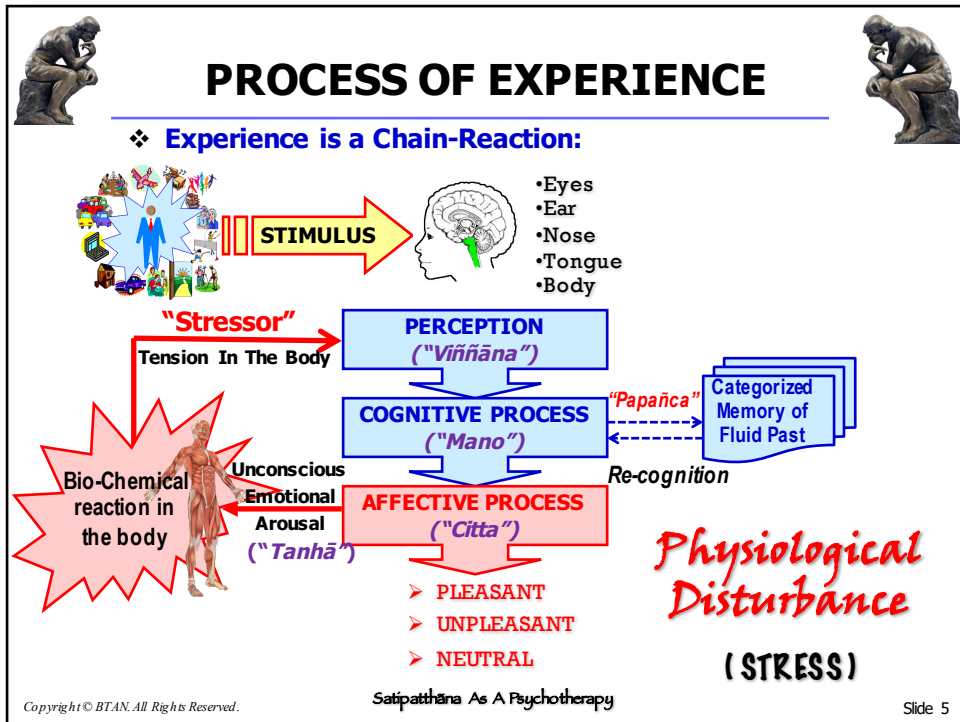 PROCESS OF EXPERIENCE
❖ Experience is a Chain-Reaction:
STIMULUS
•Eyes
•Ear
•Nose
•Tongue
•Body
“Stressor”
Tension In The Body
PERCEPTION
(“Viññāna”)
COGNITIVE PROCESS
(“Mano”)
“Papañca”
Categorized
Memory of
Fluid Past
Re-cognition
Bio-Chemical
reaction in
the body
Unconscious
Emotional
Arousal
(“Tanhā”)
AFFECTIVE PROCESS
(“Citta”)
➢ PLEASANT
➢ UNPLEASANT
➢ NEUTRAL
Physiological
Disturbance
(STRESS)
Copyright © BTAN. All Rights Reserved.
Satipatthāna As A Psychotherapy
Slide 5